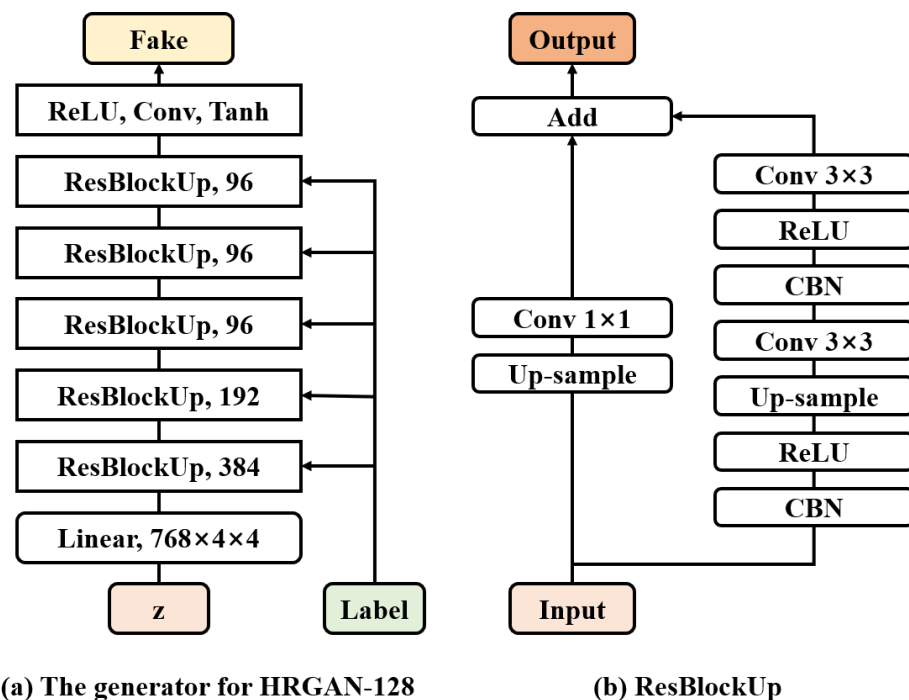 Fake
ReLU, Conv, Tanh
ResBlockUp, 96
ResBlockUp, 96
ResBlockUp, 96
ResBlockUp, 192
ResBlockUp, 384
Linear, 768×4×4
z
Label
(a) The generator for HRGAN-128
Output
Add
Conv 1×1
Up-sample
Conv 3×3
ReLU
CBN
Conv 3×3
Up-sample
ReLU
CBN
Input
(b) ResBlockUp